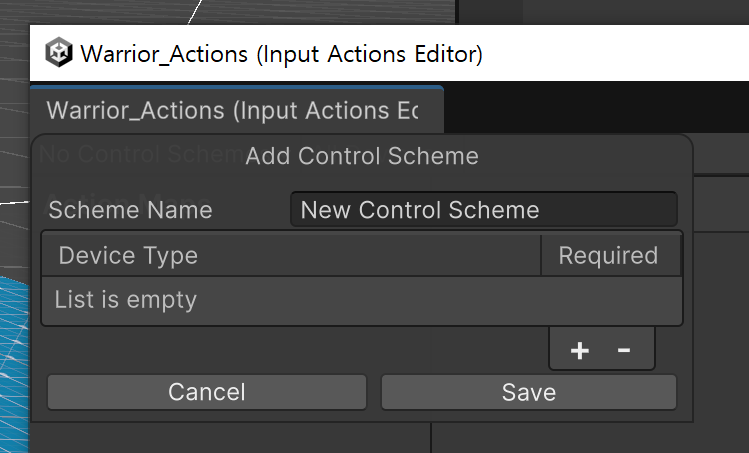 Warrior_Actions (Input Actions Editor)
Warrior_Actions (Input Actions Ec
No Control Schem
Add Control Scheme
Scheme Name
New Control Scheme
Device Type
Required
List is empty
+ -
Cancel
Save